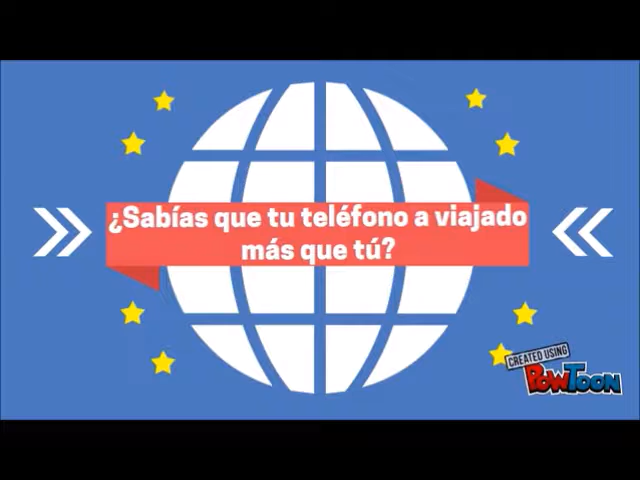 ¿Sabías que tu teléfono a viajado
más que tú?
CREATED USING
POWTOON